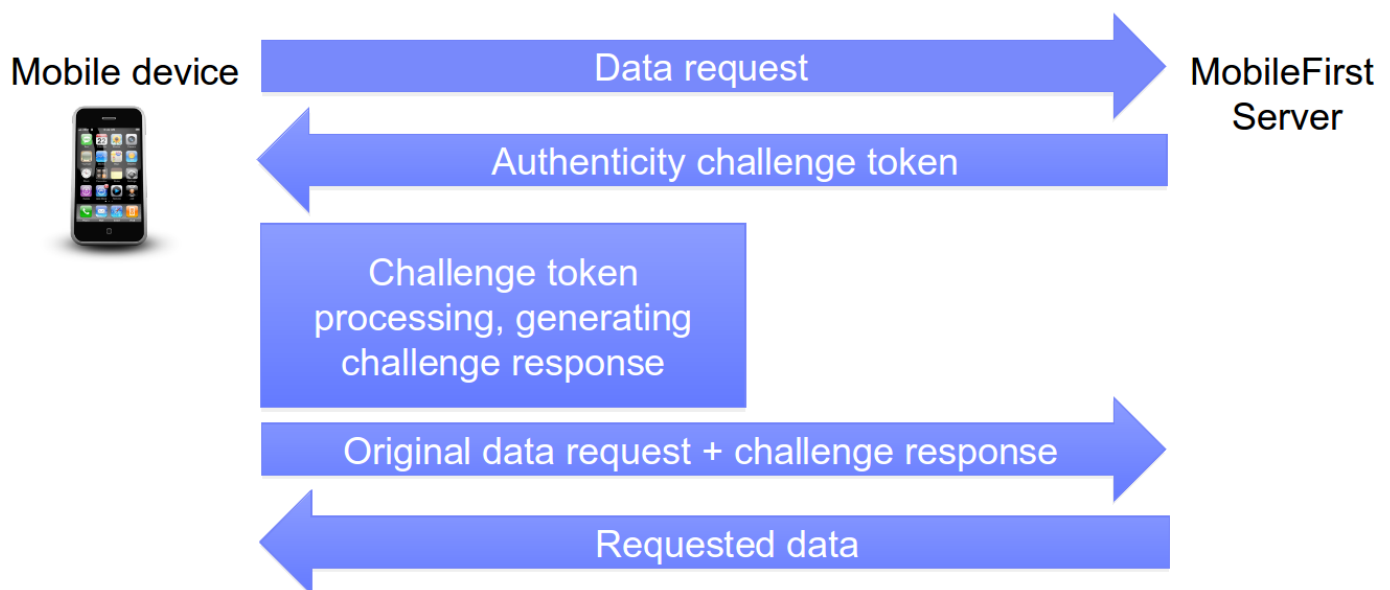 Data request
Mobile device
MobileFirst
Server
Authenticity challenge token
Challenge token
processing, generating
challenge response
Original data request + challenge response
Requested data